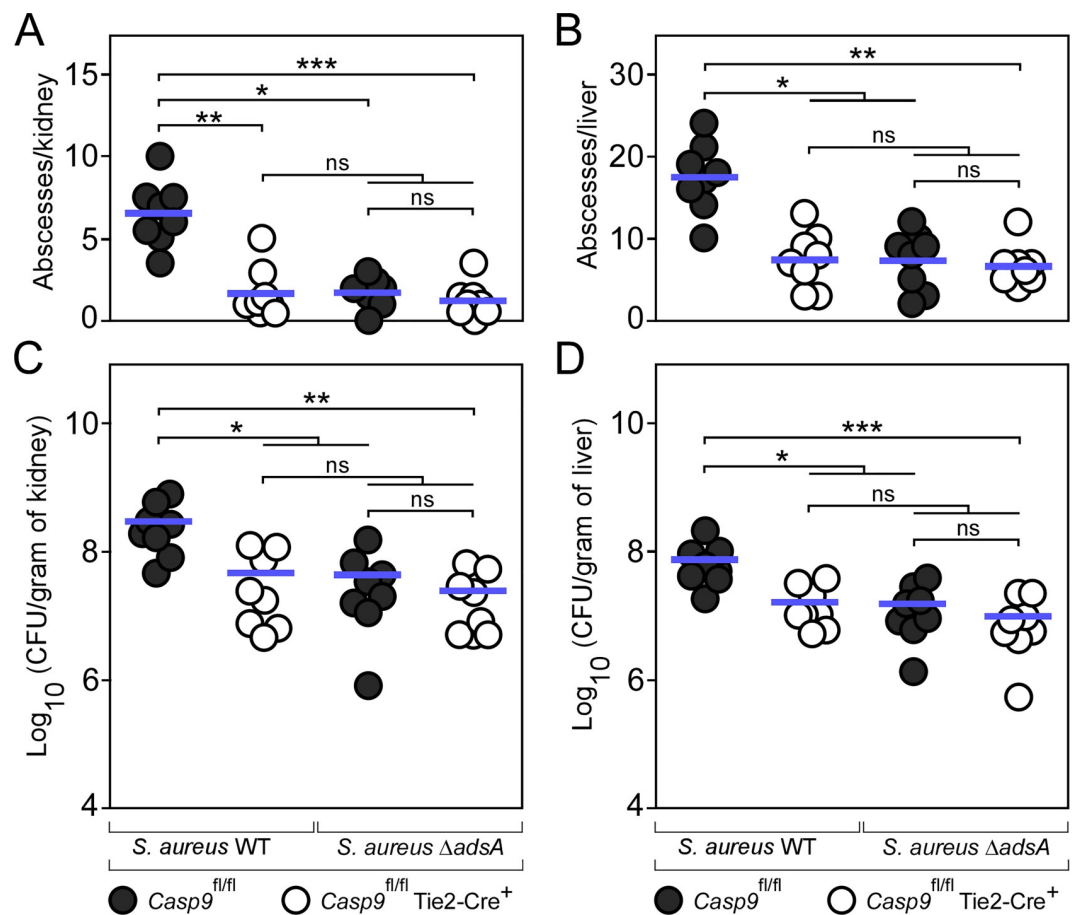 A
Abscesses/kidney
15
10
5
0
***
*
**
ns
ns
B
Abscesses/liver
30
20
10
0
**
*
ns
ns
C
Log10 (CFU/gram of kidney)
10
8
6
4
**
*
ns
ns
D
Log10 (CFU/gram of liver)
10
8
6
4
***
*
ns
ns
S. aureus WT
S. aureus ΔadsA
Casp9fl/fl
Casp9fl/fl Tie2-Cre+
S. aureus WT
S. aureus ΔadsA
Casp9fl/fl
Casp9fl/fl Tie2-Cre+